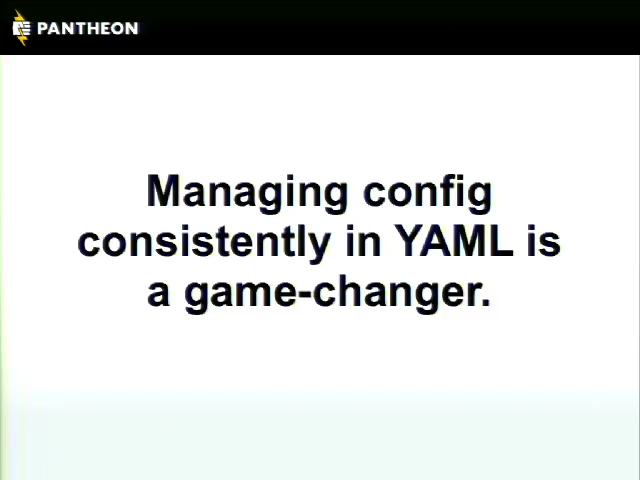 PANTHEON
Managing config
consistently in YAML is
a game-changer.